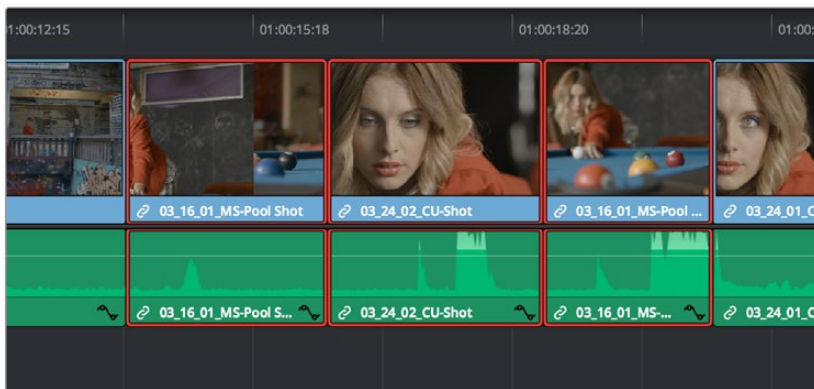 1:00:12:15 01:00:15:18 01:00:18:20 01:00:
03_16_01_MS-Pool Shot 03_24_02_CU-Shot 03_16_01_MS-Pool ... 03_24_01_C
03_16_01_MS-Pool S... 03_24_02_CU-Shot 03_16_01_MS-... 03_24_01_C